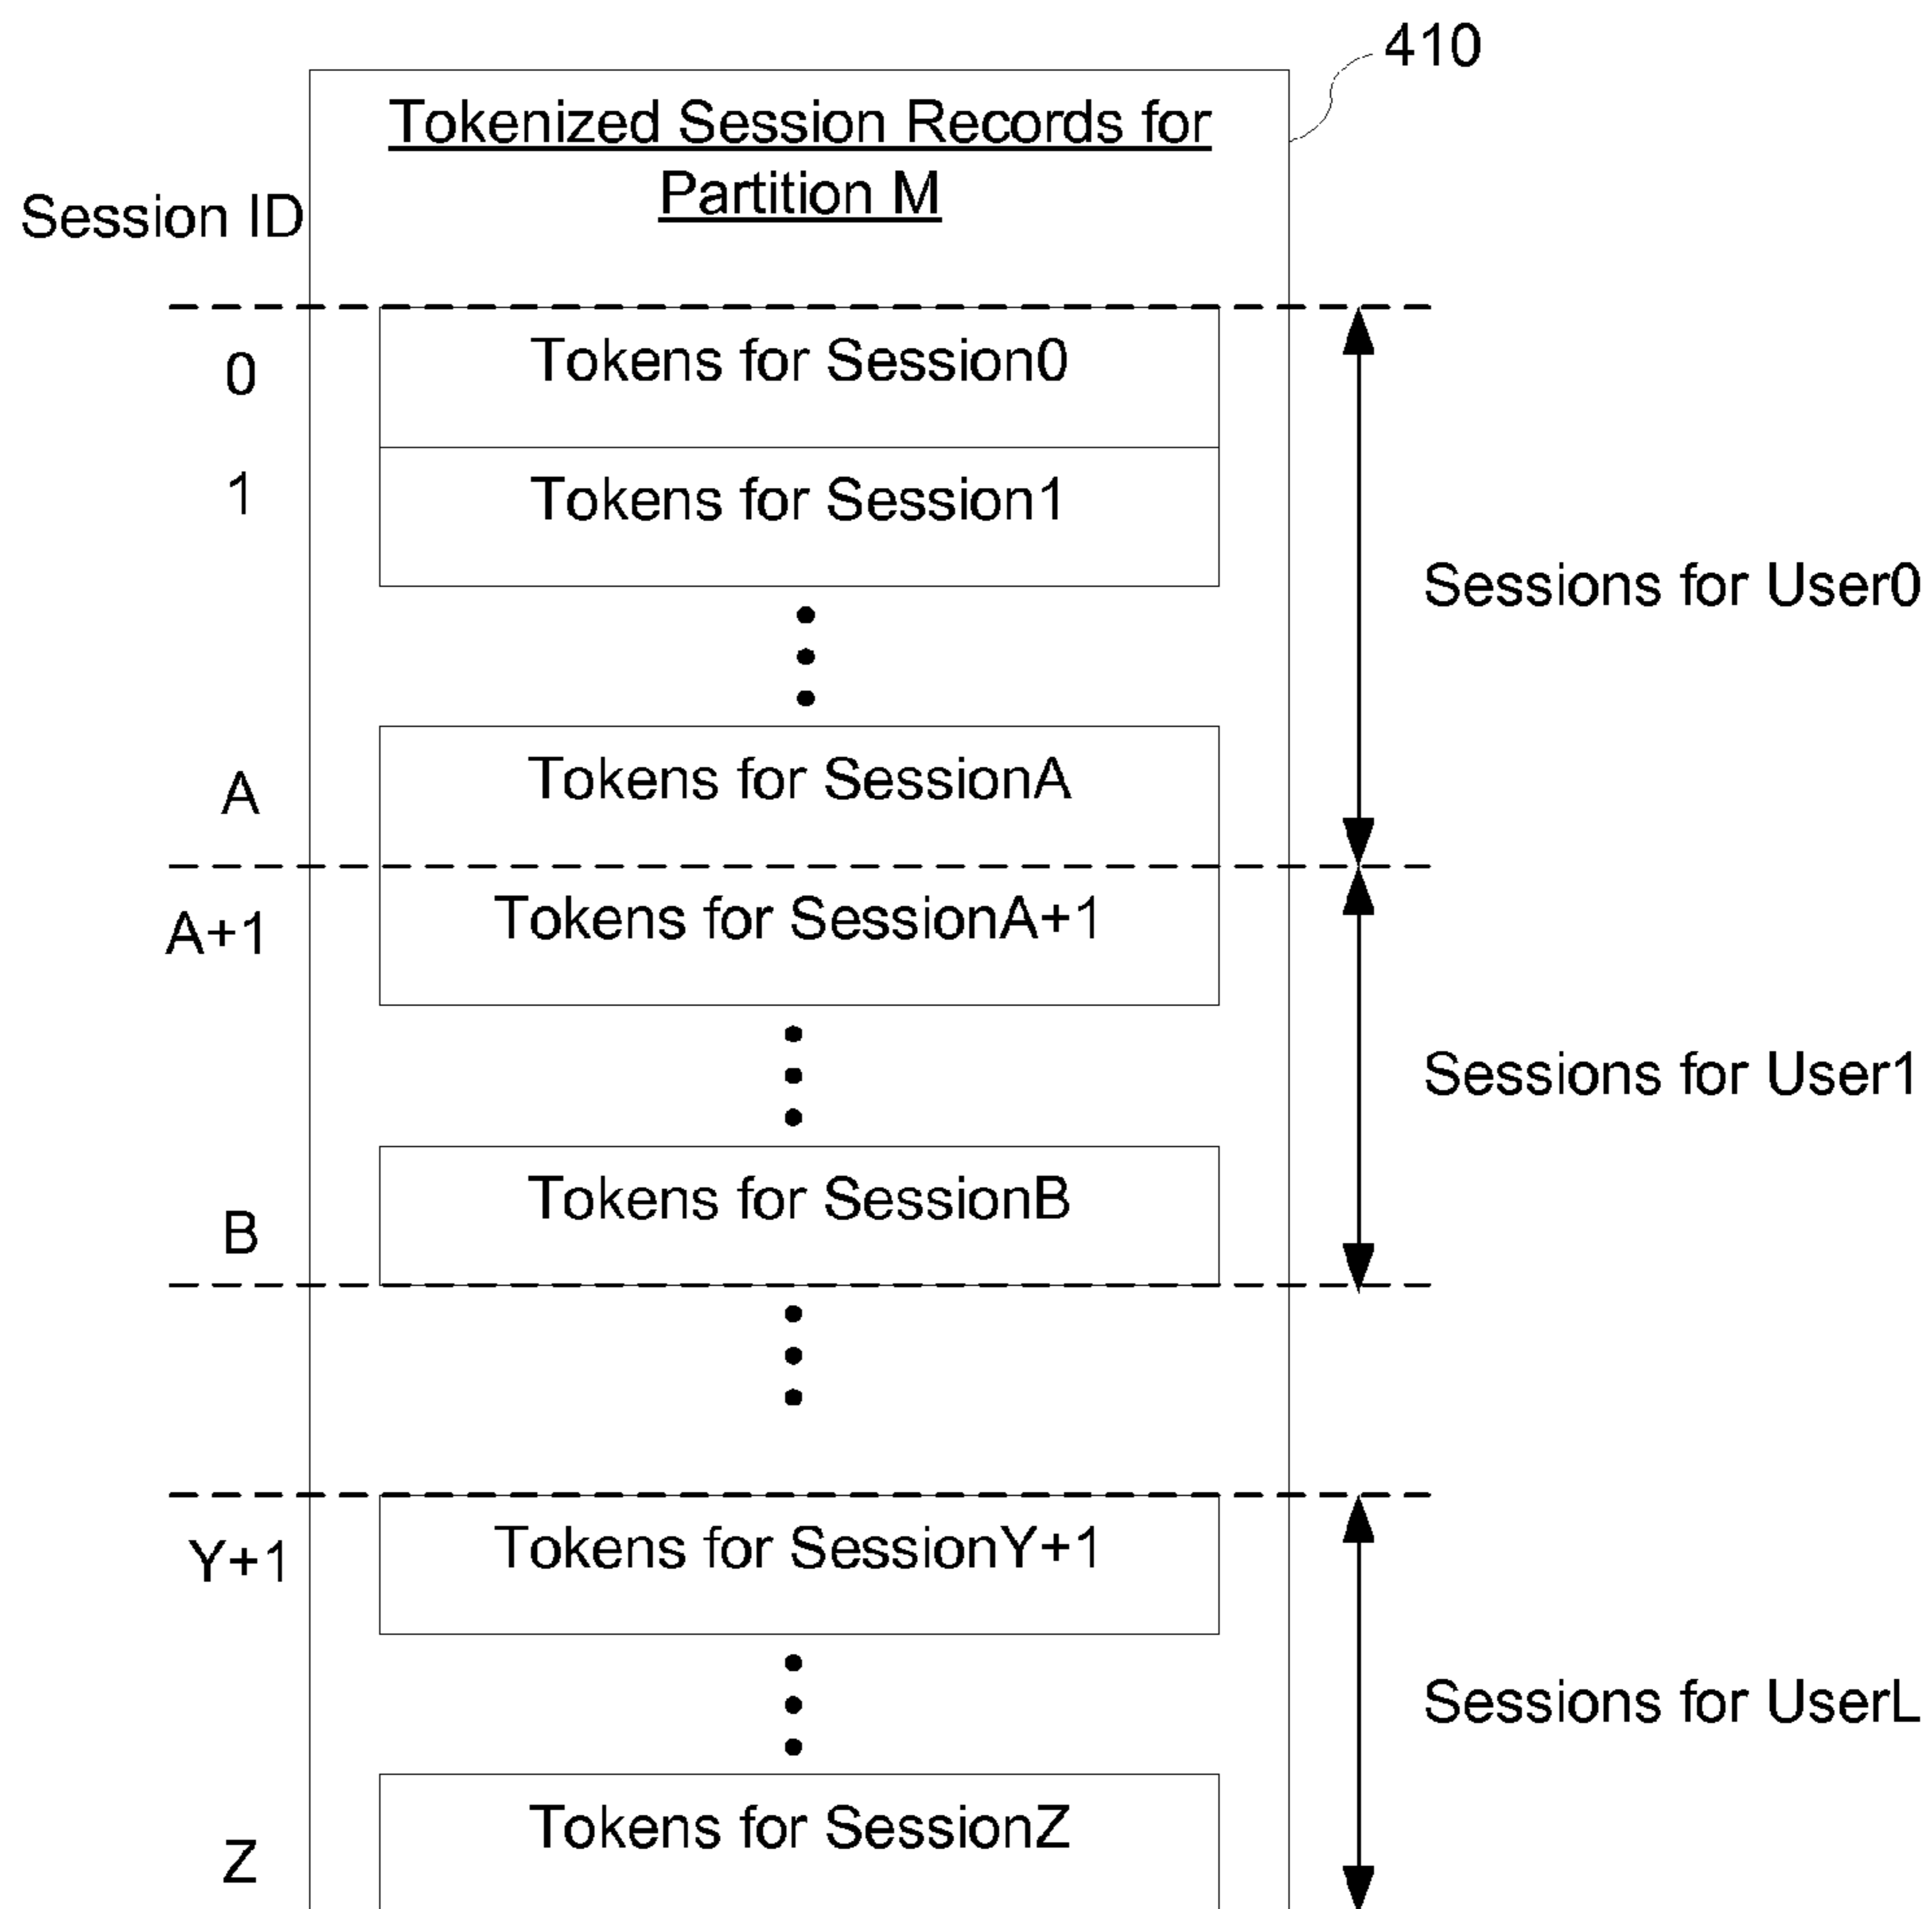 410
Tokenized Session Records for
Partition M
Session ID
0
Tokens for Session0
1
Tokens for Session1
Sessions for User0
A
Tokens for SessionA
A+1
Tokens for SessionA+1
Sessions for User1
B
Tokens for SessionB
Y+1
Tokens for SessionY+1
Sessions for UserL
Z
Tokens for SessionZ